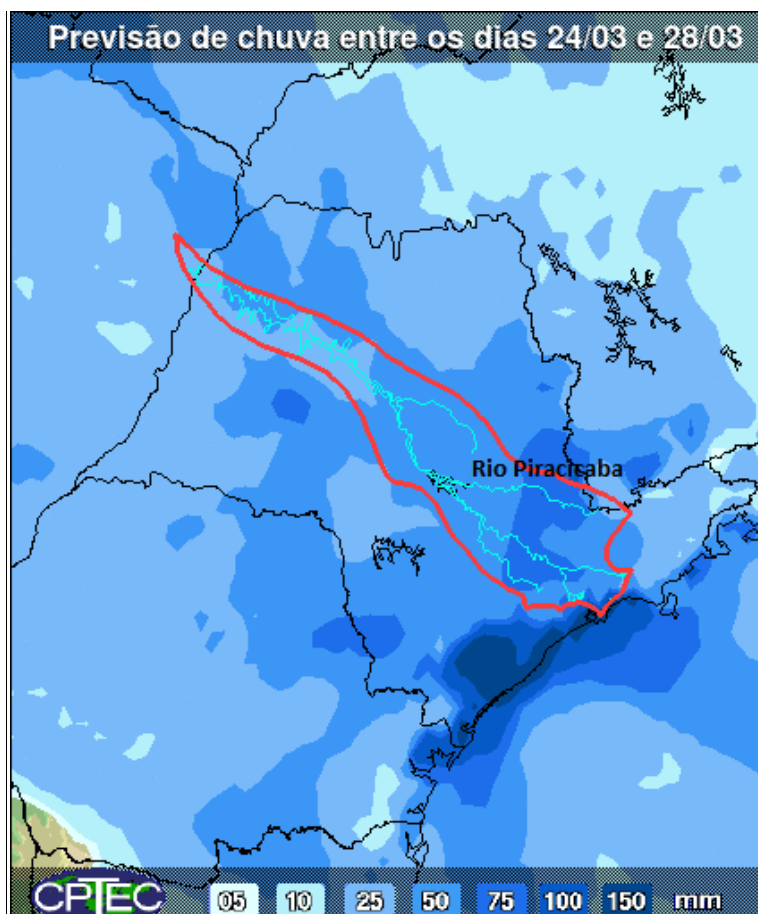 Previsão de chuva entre os dias 24/03 e 28/03
Rio Piracicaba
CPTEC 05 10 25 50 75 100 150 mm